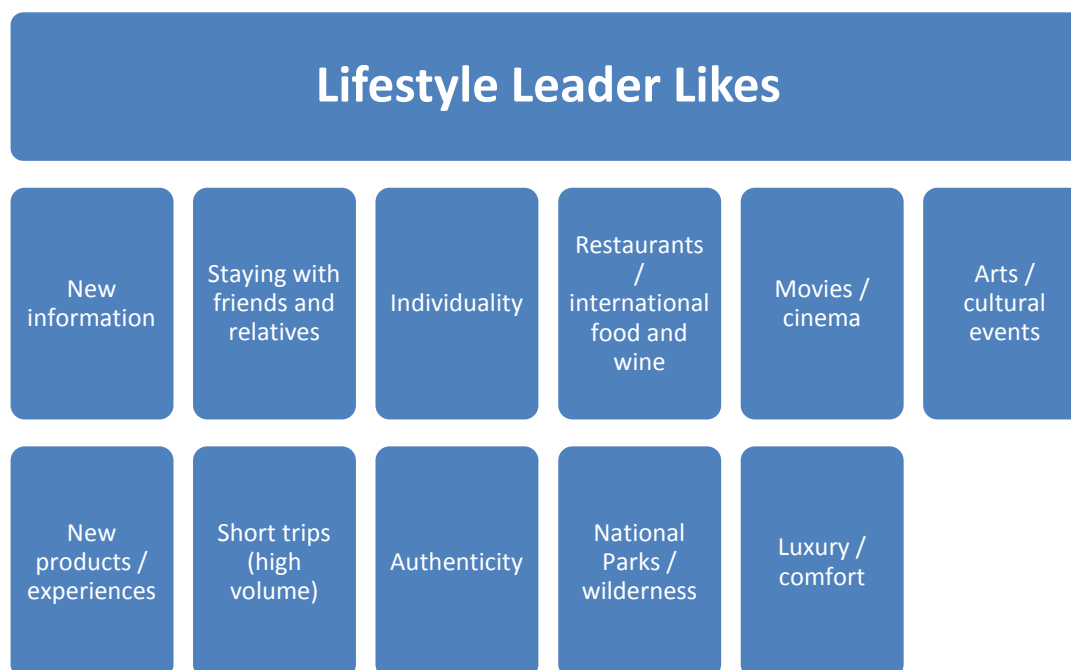 Lifestyle Leader Likes
New
information
Staying with
friends and
relatives
Individuality
Restaurants
/
international
food and
wine
Movies /
cinema
Arts /
cultural
events
New
products /
experiences
Short trips
(high
volume)
Authenticity
National
Parks /
wilderness
Luxury /
comfort